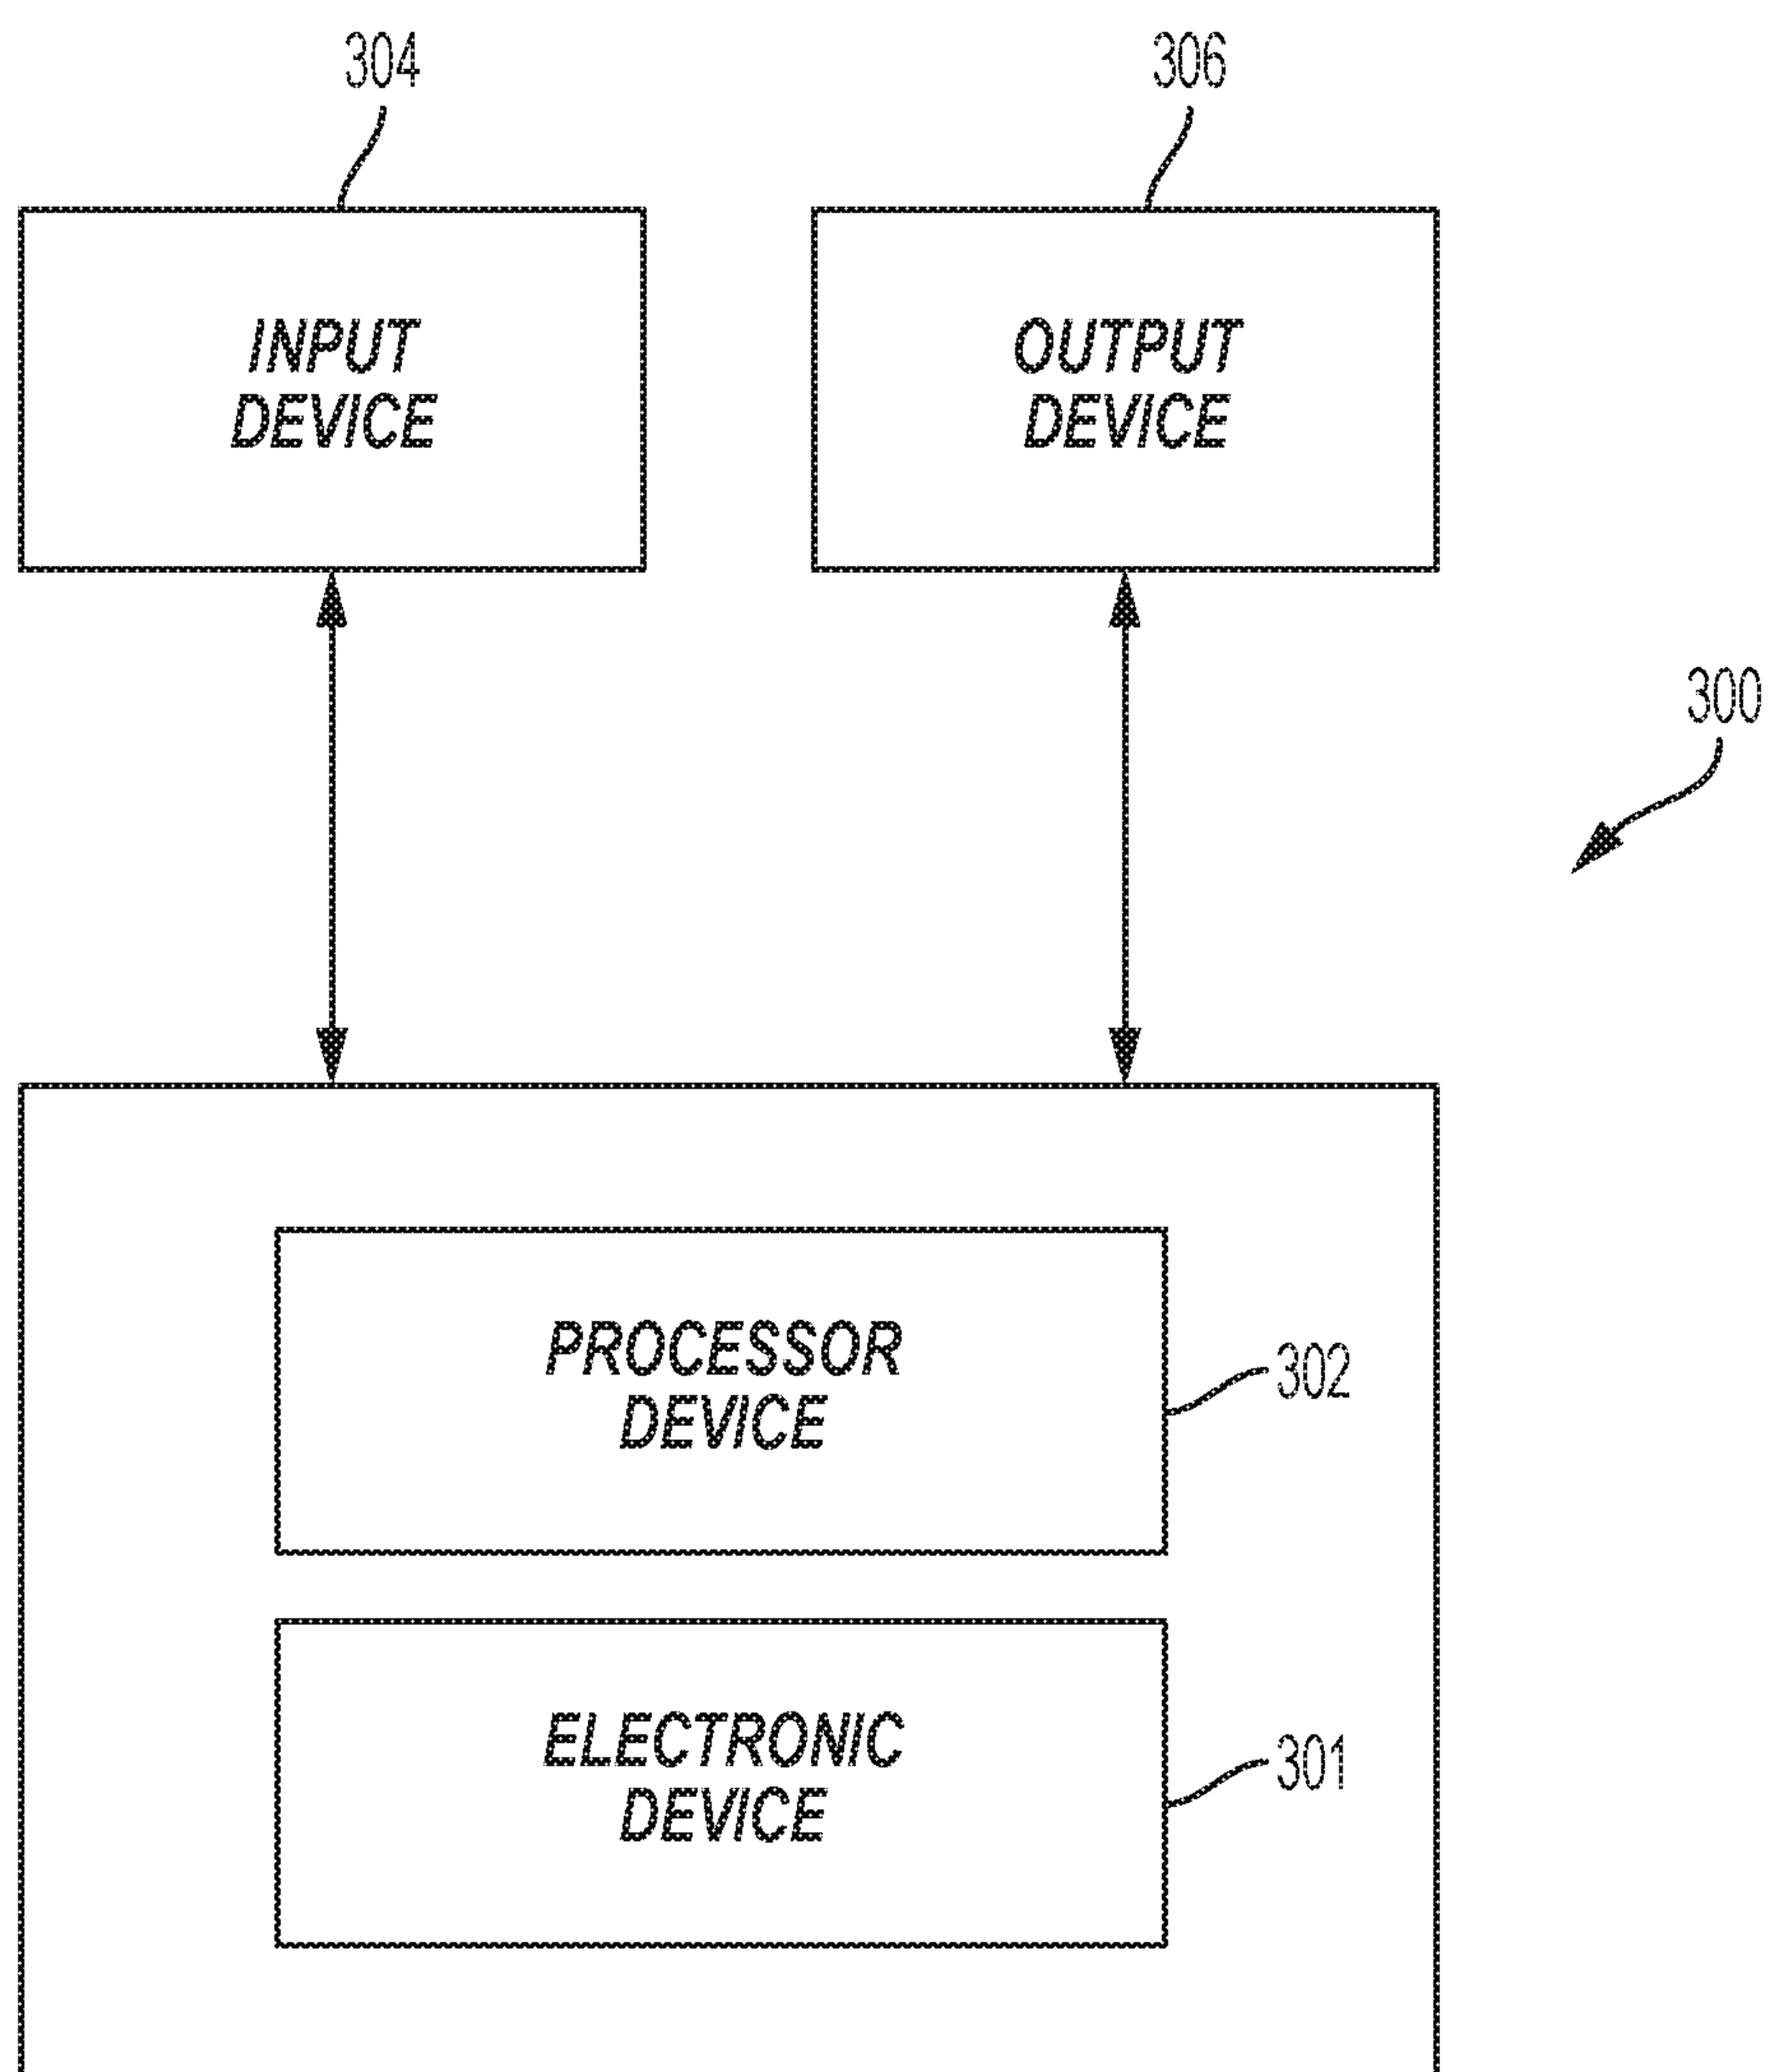 304
306
INPUT
DEVICE
OUTPUT
DEVICE
300
PROCESSOR
DEVICE
302
ELECTRONIC
DEVICE
301